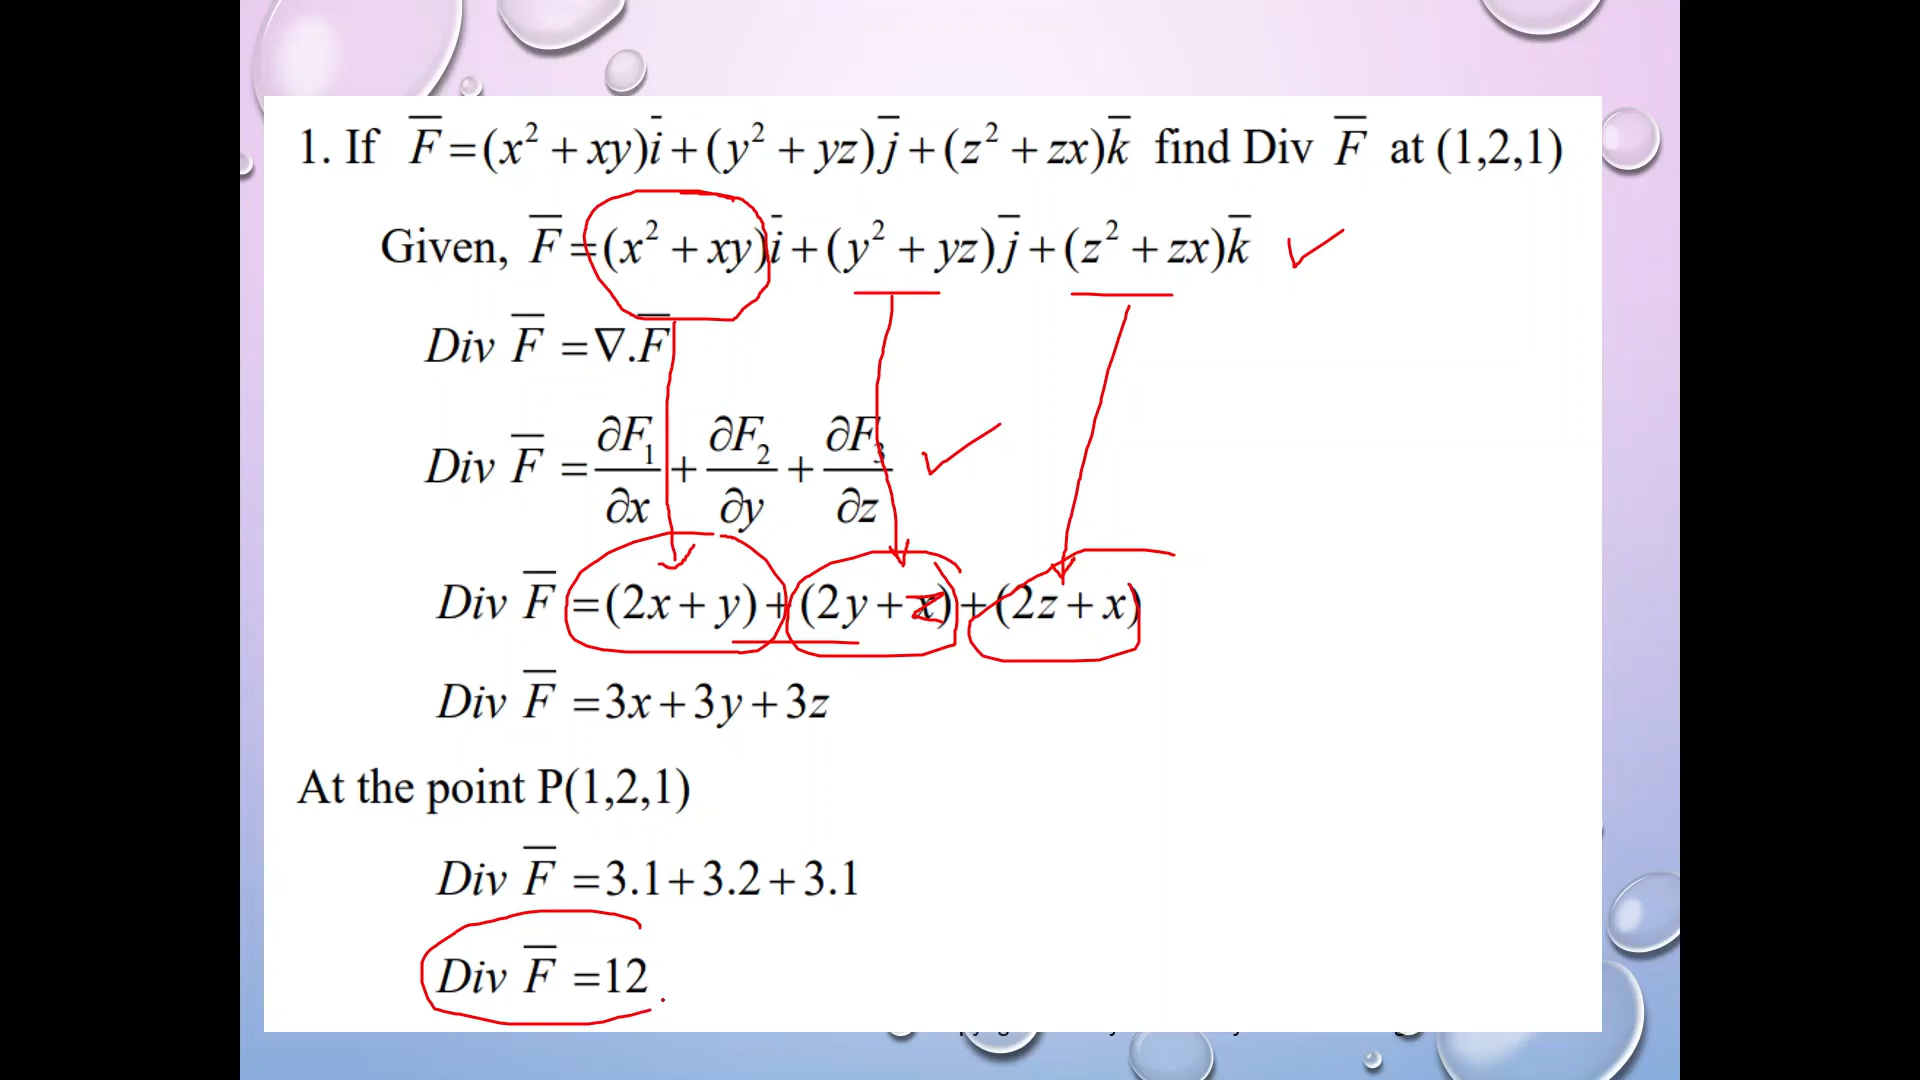 1. If F̅ = (x² + xy)i̅ + (y² + yz)j̅ + (z² + zx)k̅ find Div F̅ at (1,2,1)
Given, F̅ = (x² + xy)i̅ + (y² + yz)j̅ + (z² + zx)k̅ ✓
Div F̅ = ∇.F̅
Div F̅ = ∂F₁/∂x + ∂F₂/∂y + ∂F₃/∂z ✓
Div F̅ = (2x + y) + (2y + z) + (2z + x)
Div F̅ = 3x + 3y + 3z
At the point P(1,2,1)
Div F̅ = 3.1 + 3.2 + 3.1
Div F̅ = 12